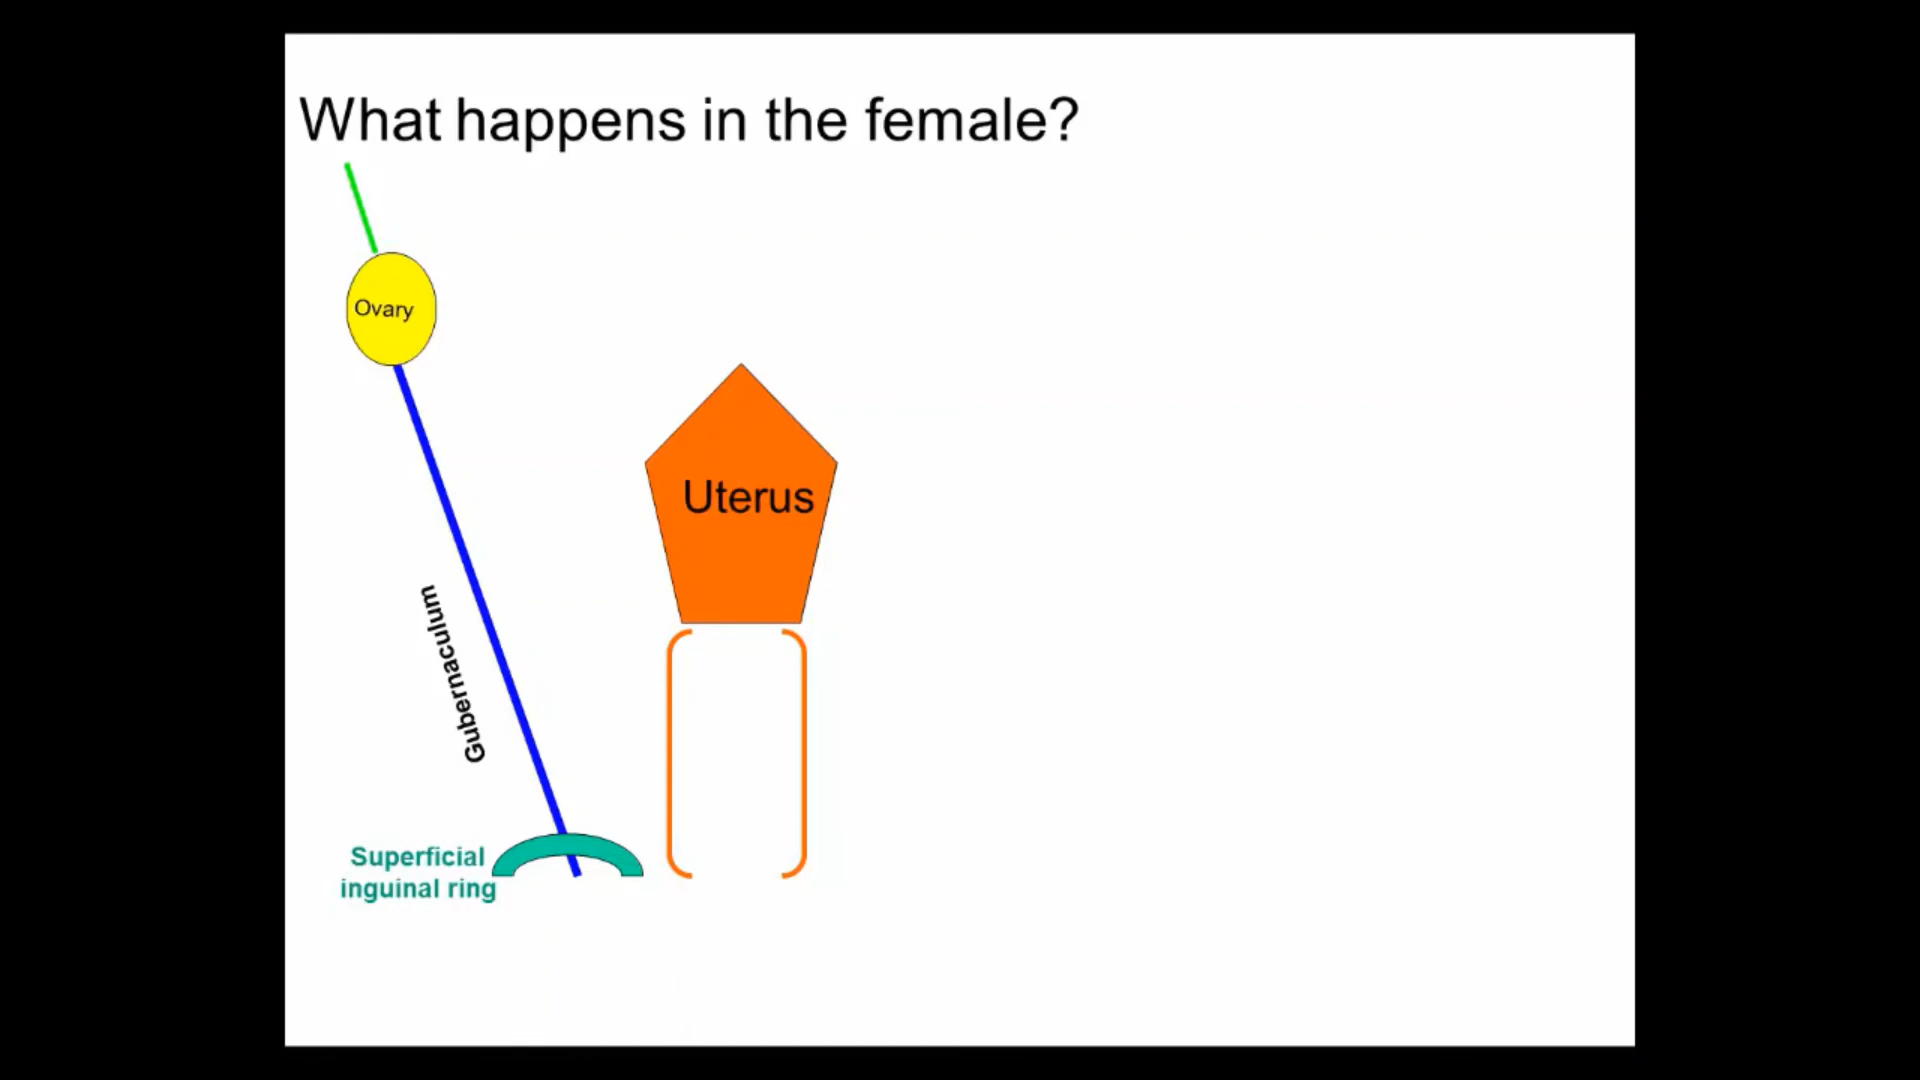 What happens in the female?
Ovary
Uterus
Gubernaculum
Superficial
inguinal ring